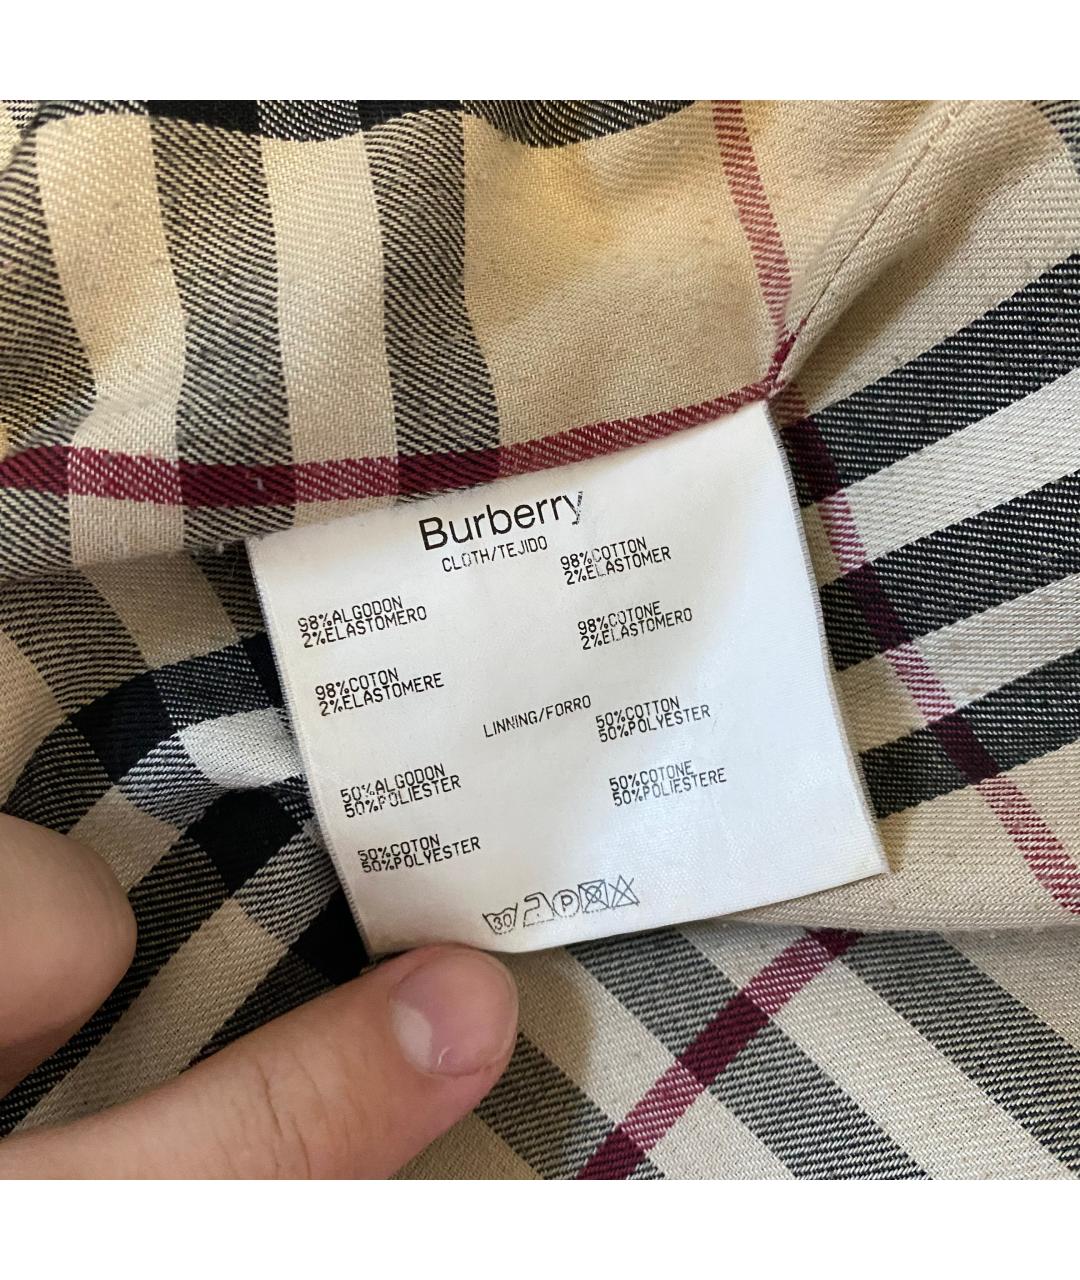 Burberry
CLOTH/TEJIDO
98%COTTON
2%ELASTOMER
98%ALGODON
2%ELASTOMERO
98%COTONE
2%ELASTOMERO
98%COTON
2%ELASTOMERE
LINNING/FORRO
50%COTTON
50%POLYESTER
50%ALGODON
50%POLIESTER
50%COTONE
50%POLIESTERE
50%COTON
50%POLYESTER
30 P